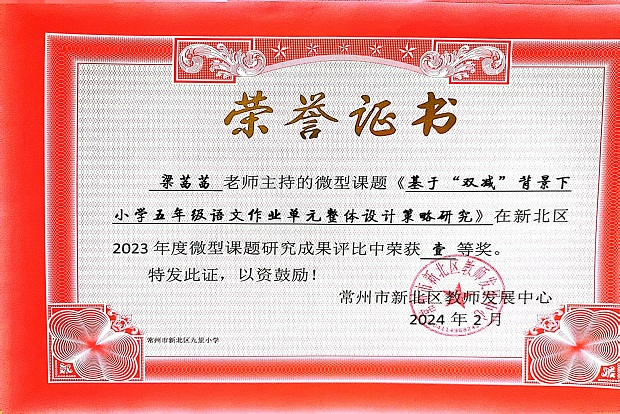 荣誉证书
梁苗苗 老师主持的微型课题《基于“双减”背景下
小学五年级语文作业单元整体设计策略研究》在新北区
2023 年度微型课题研究成果评比中荣获 壹 等奖。
特发此证，以资鼓励！
常州市新北区教师发展中心
2024 年 2 月
常州市新北区九里小学